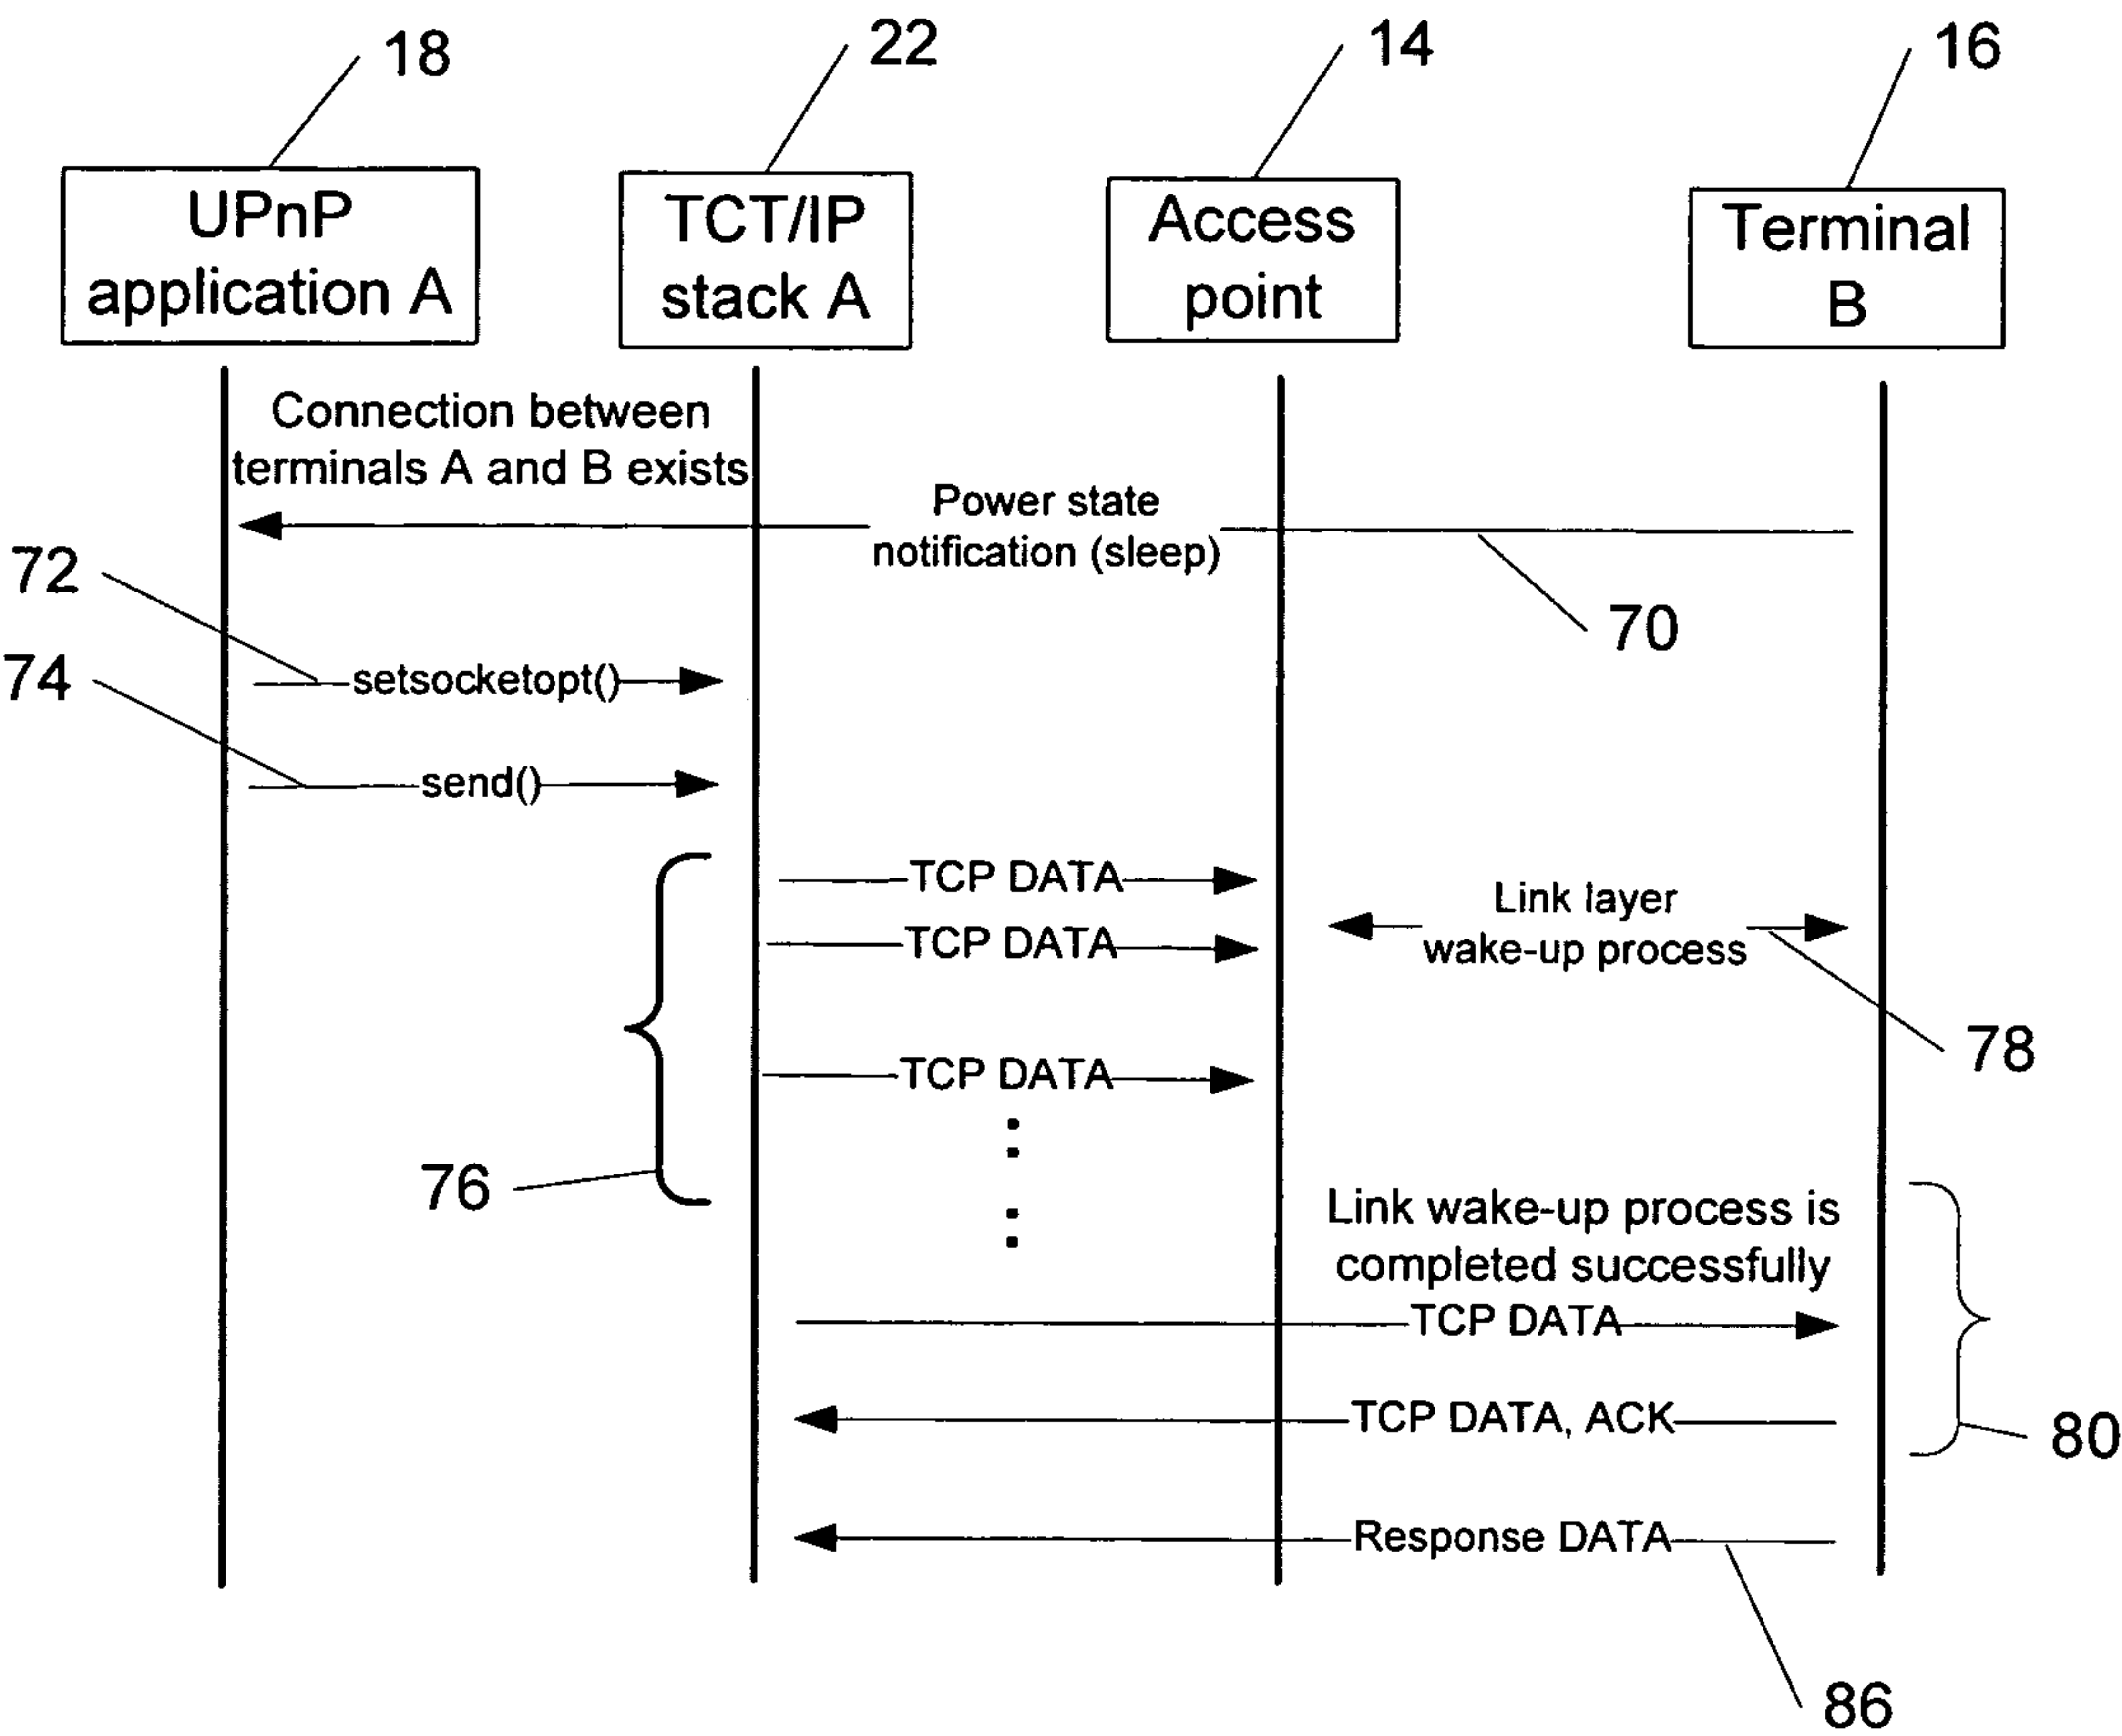 18
22
14
16
UPnP
application A
TCT/IP
stack A
Access
point
Terminal
B
Connection between
terminals A and B exists
Power state
notification (sleep)
72
70
setsocketopt()
74
send()
TCP DATA
Link layer
wake-up process
TCP DATA
78
TCP DATA
76
Link wake-up process is
completed successfully
TCP DATA
TCP DATA, ACK
80
Response DATA
86